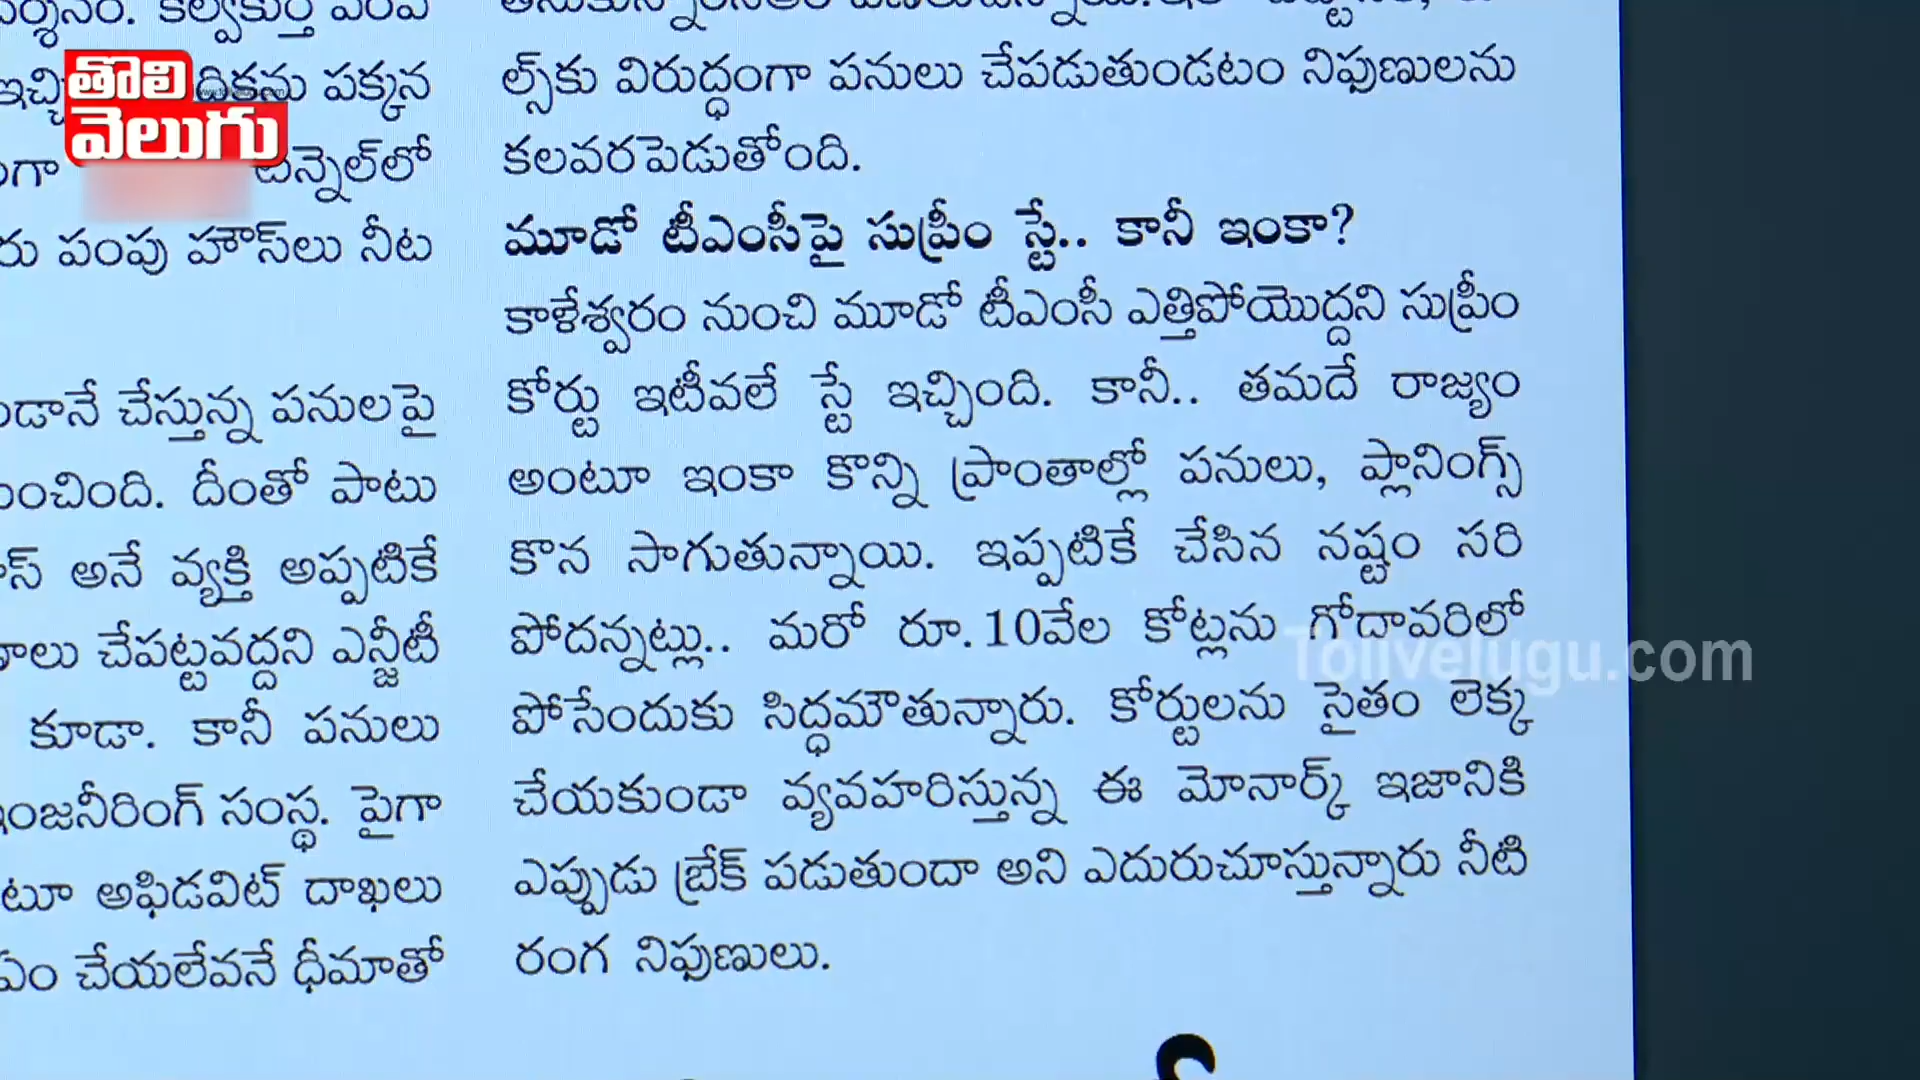 తొలి
వెలుగు
పక్కన
టన్నెల్‌లో
పంపు హౌస్‌లు నీట
చేస్తున్న పనులపై
దీంతో పాటు
అనే వ్యక్తి అప్పటికే
చేపట్టవద్దని ఎన్జీటీ
కూడా. కానీ పనులు
సంస్థ. పైగా
అఫిడవిట్ దాఖలు
చేయలేవనే ధీమాతో
ల్స్‌కు విరుద్ధంగా పనులు చేపడుతుండటం నిపుణులను
కలవరపెడుతోంది.
మూడో టీఎంసీపై సుప్రీం స్టే.. కానీ ఇంకా?
కాళేశ్వరం నుంచి మూడో టీఎంసీ ఎత్తిపోయొద్దని సుప్రీం
కోర్టు ఇటీవలే స్టే ఇచ్చింది. కానీ.. తమదే రాజ్యం
అంటూ ఇంకా కొన్ని ప్రాంతాల్లో పనులు, ప్లానింగ్స్
కొన సాగుతున్నాయి. ఇప్పటికే చేసిన నష్టం సరి
పోదన్నట్లు.. మరో రూ.10వేల కోట్లను గోదావరిలో
పోసేందుకు సిద్ధమౌతున్నారు. కోర్టులను సైతం లెక్క
చేయకుండా వ్యవహరిస్తున్న ఈ మోనార్క్ ఇజానికి
ఎప్పుడు బ్రేక్ పడుతుందా అని ఎదురుచూస్తున్నారు నీటి
రంగ నిపుణులు.
Tolivelugu.com